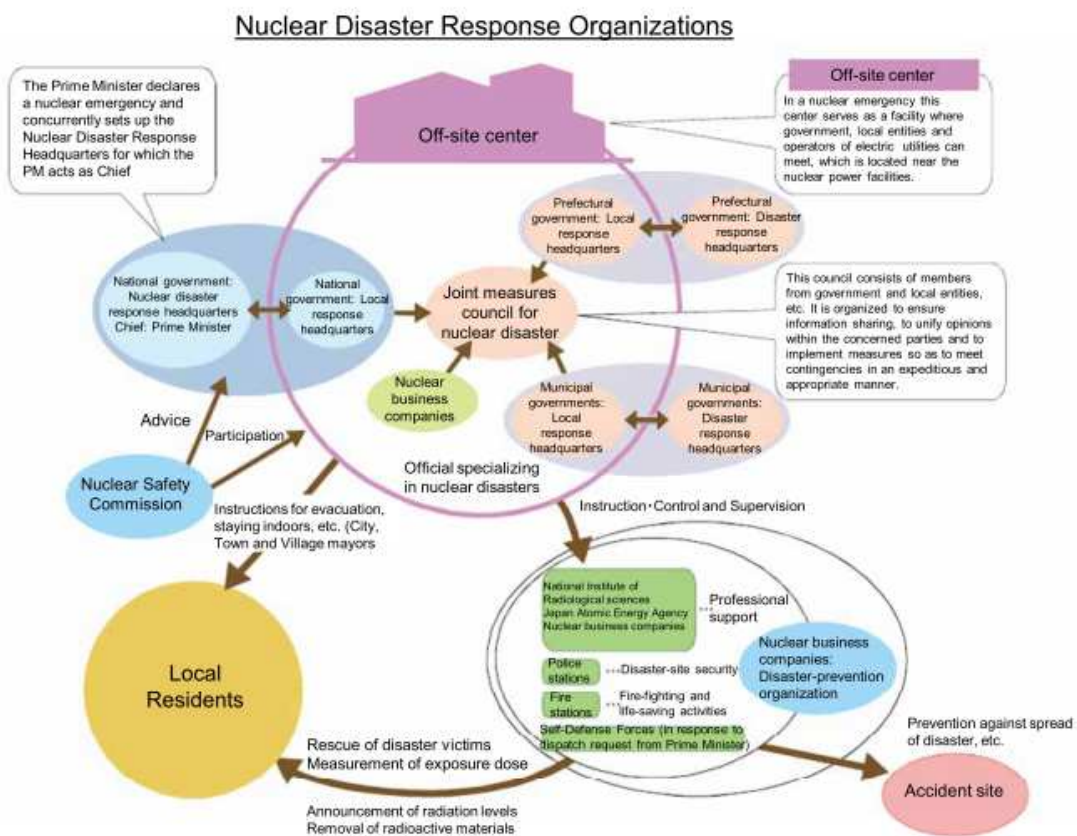 Nuclear Disaster Response Organizations
The Prime Minister declares
a nuclear emergency and
concurrently sets up the
Nuclear Disaster Response
Headquarters for which the
PM acts as Chief
Off-site center
Off-site center
In a nuclear emergency this
center serves as a facility where
government, local entities and
operators of electric utilities can
meet, which is located near the
nuclear power facilities.
Prefectural
government: Local
response
headquarters
Prefectural
government: Disaster
response
headquarters
National government:
Nuclear disaster
response headquarters
Chief: Prime Minister
National
government: Local
response
headquarters
Joint measures
council for
nuclear disaster
This council consists of members
from government and local entities,
etc. It is organized to ensure
information sharing, to unify opinions
within the concerned parties and to
implement measures so as to meet
contingencies in an expeditious and
appropriate manner.
Nuclear
business
companies
Municipal
governments:
Local
response
headquarters
Municipal
governments:
Disaster
response
headquarters
Advice
Participation
Nuclear Safety
Commission
Official specializing
in nuclear disasters
Instructions for evacuation,
staying indoors, etc. (City,
Town and Village mayors
Instruction・Control and Supervision
National Institute of
Radiological sciences
Japan Atomic Energy Agency
Nuclear business companies
...Professional
support
Nuclear business
companies:
Disaster-prevention
organization
Police
stations
...Disaster-site security
Fire
stations
...Fire-fighting and
life-saving activities
Self-Defense Forces (in response to
dispatch request from Prime Minister)
Local
Residents
Rescue of disaster victims
Measurement of exposure dose
Announcement of radiation levels
Removal of radioactive materials
Prevention against spread
of disaster, etc.
Accident site